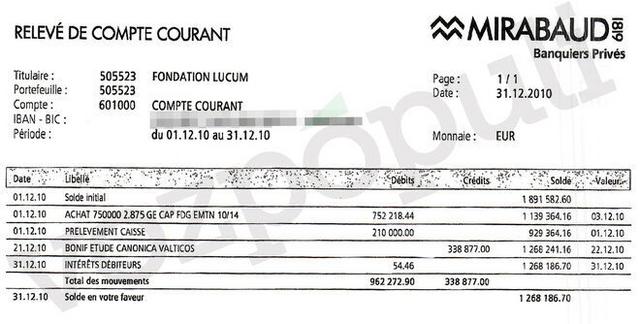 RELEVÉ DE COMPTE COURANT
MIRABAUD 1819
Banquiers Privés
Titulaire : 505523 FONDATION LUCUM
Portefeuille : 505523
Compte : 601000 COMPTE COURANT
IBAN - BIC :
Période : du 01.12.10 au 31.12.10
Page : 1 / 1
Date : 31.12.2010
Monnaie : EUR
Date Libellé Débits Crédits Solde Valeur
01.12.10 Solde initial 1 891 582.60
01.12.10 ACHAT 750000 2.875 GE CAP FDG EMTN 10/14 752 218.44 1 139 364.16 03.12.10
01.12.10 PRELEVEMENT CAISSE 210 000.00 929 364.16 01.12.10
21.12.10 BONIF ETUDE CANONICA VALTICOS 338 877.00 1 268 241.16 22.12.10
31.12.10 INTÉRÊTS DÉBITEURS 54.46 1 268 186.70 31.12.10
Total des mouvements 962 272.90 338 877.00
31.12.10 Solde en votre faveur 1 268 186.70
vozpópuli